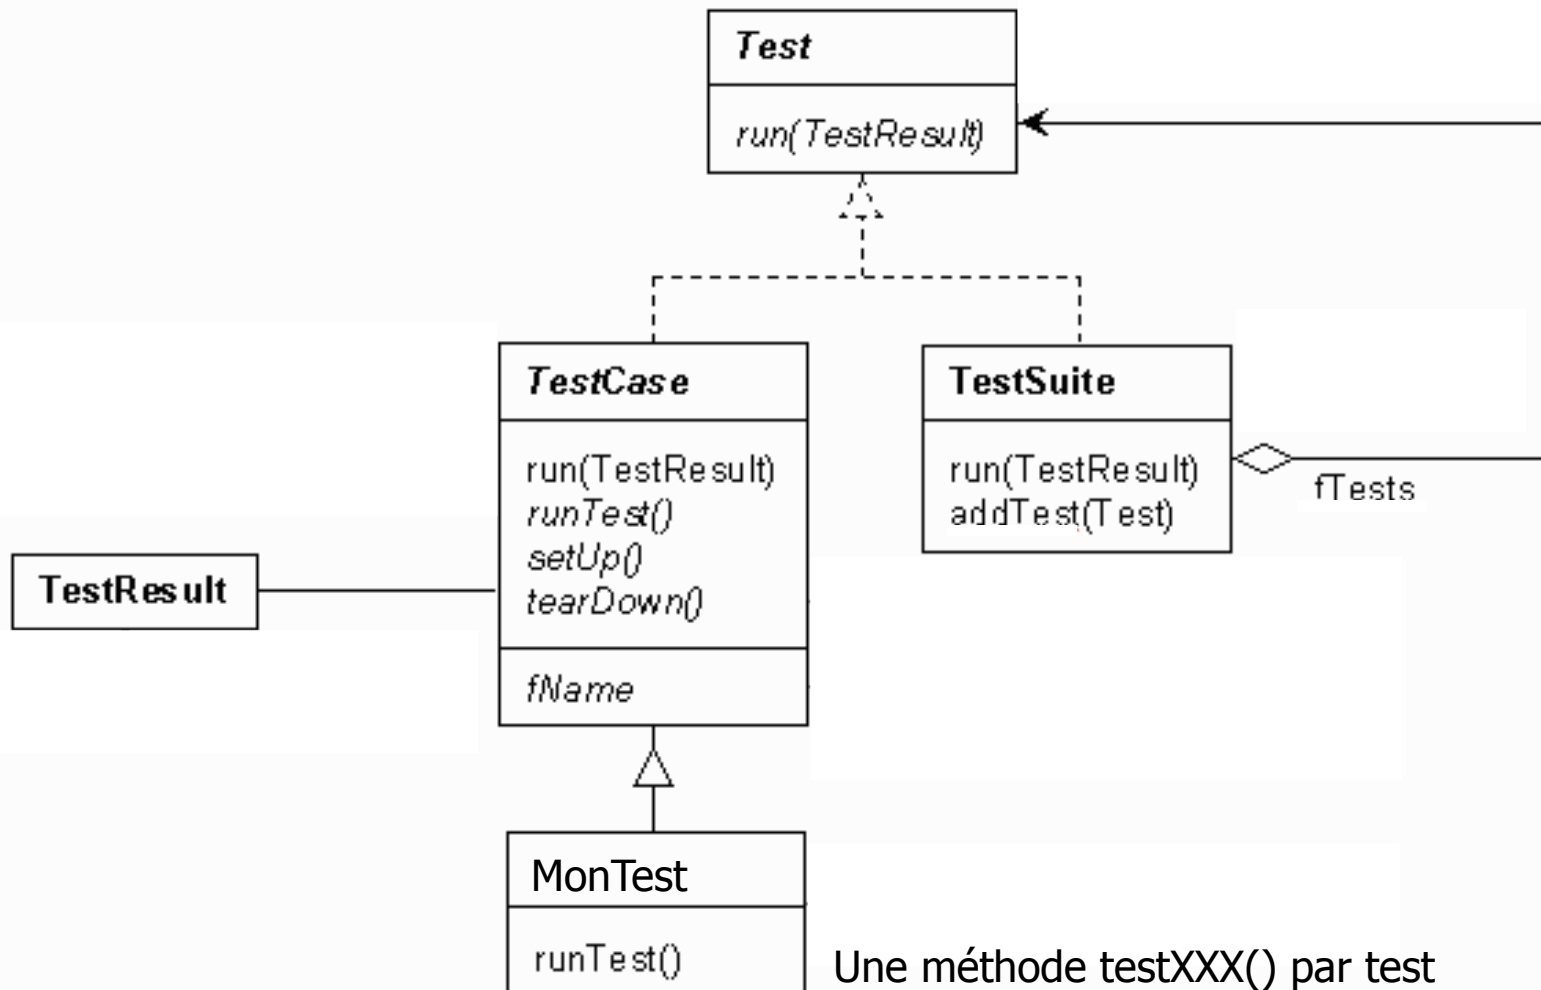 Test
run(TestResult)
TestCase
run(TestResult)
runTest()
setUp()
tearDown()
fName
TestSuite
run(TestResult)
addTest(Test)
fTests
TestResult
MonTest
runTest()
Une méthode testXXX() par test